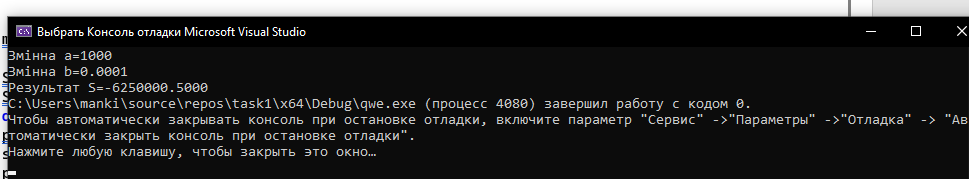 Выбрать Консоль отладки Microsoft Visual Studio
Змінна a=1000
Змінна b=0.0001
Результат S=-6250000.5000
C:\Users\manki\source\repos\task1\x64\Debug\qwe.exe (процесс 4080) завершил работу с кодом 0.
Чтобы автоматически закрывать консоль при остановке отладки, включите параметр "Сервис" ->"Параметры" ->"Отладка" -> "Ав
томатически закрыть консоль при остановке отладки".
Нажмите любую клавишу, чтобы закрыть это окно…